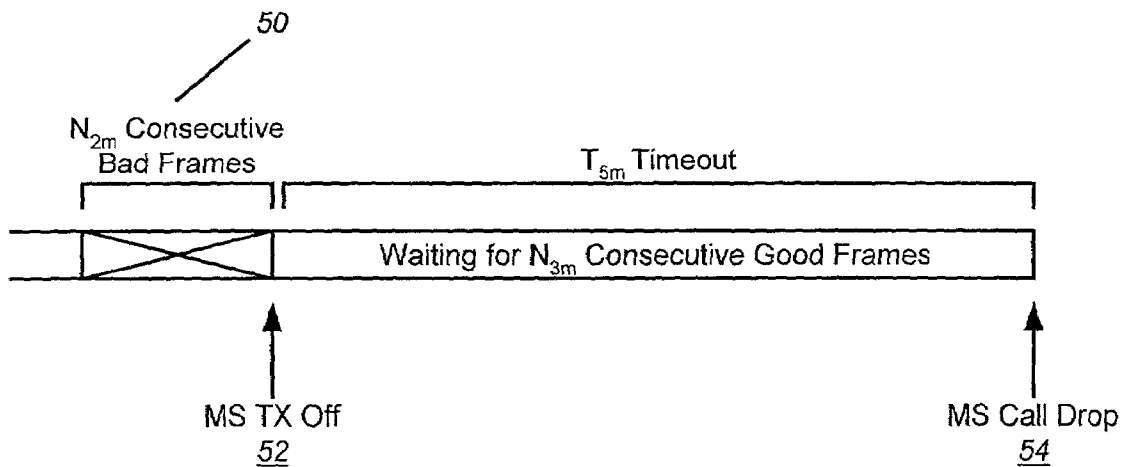 50
N2m Consecutive
Bad Frames
T5m Timeout
Waiting for N3m Consecutive Good Frames
MS TX Off
52
MS Call Drop
54